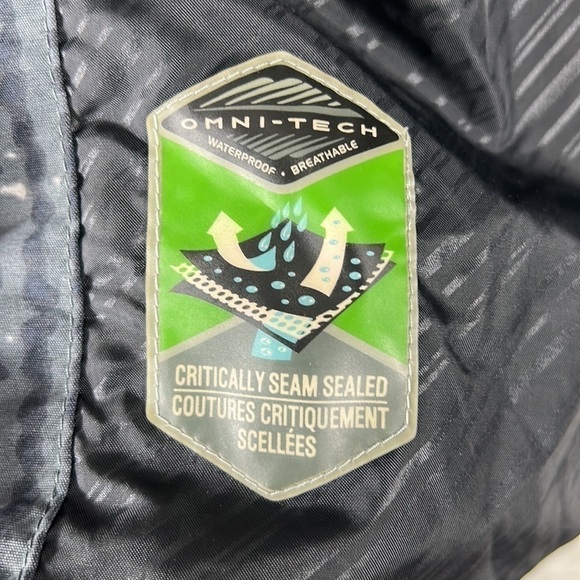 OMNI-TECH
WATERPROOF • BREATHABLE
CRITICALLY SEAM SEALED
COUTURES CRITIQUEMENT
SCELLÉES